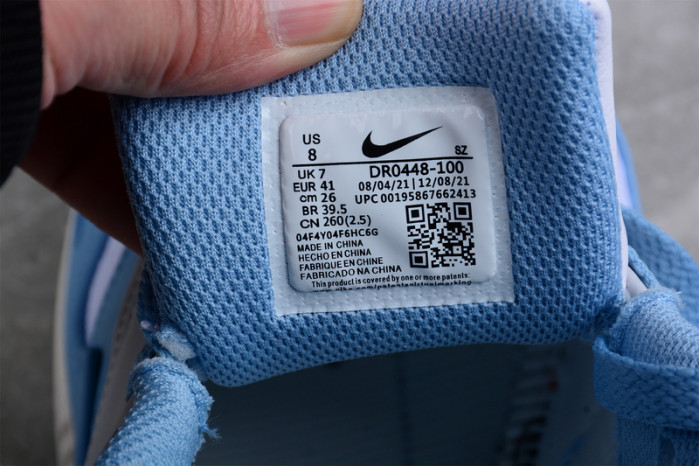 US
8
SZ
UK 7
DR0448-100
EUR 41
08/04/21 | 12/08/21
cm 26
UPC 00195867662413
BR 39.5
CN 260(2.5)
04F4Y04F6HC6G
MADE IN CHINA
HECHO EN CHINA
FABRIQUE EN CHINE
FABRICADO NA CHINA
This product is covered by one or more patents: